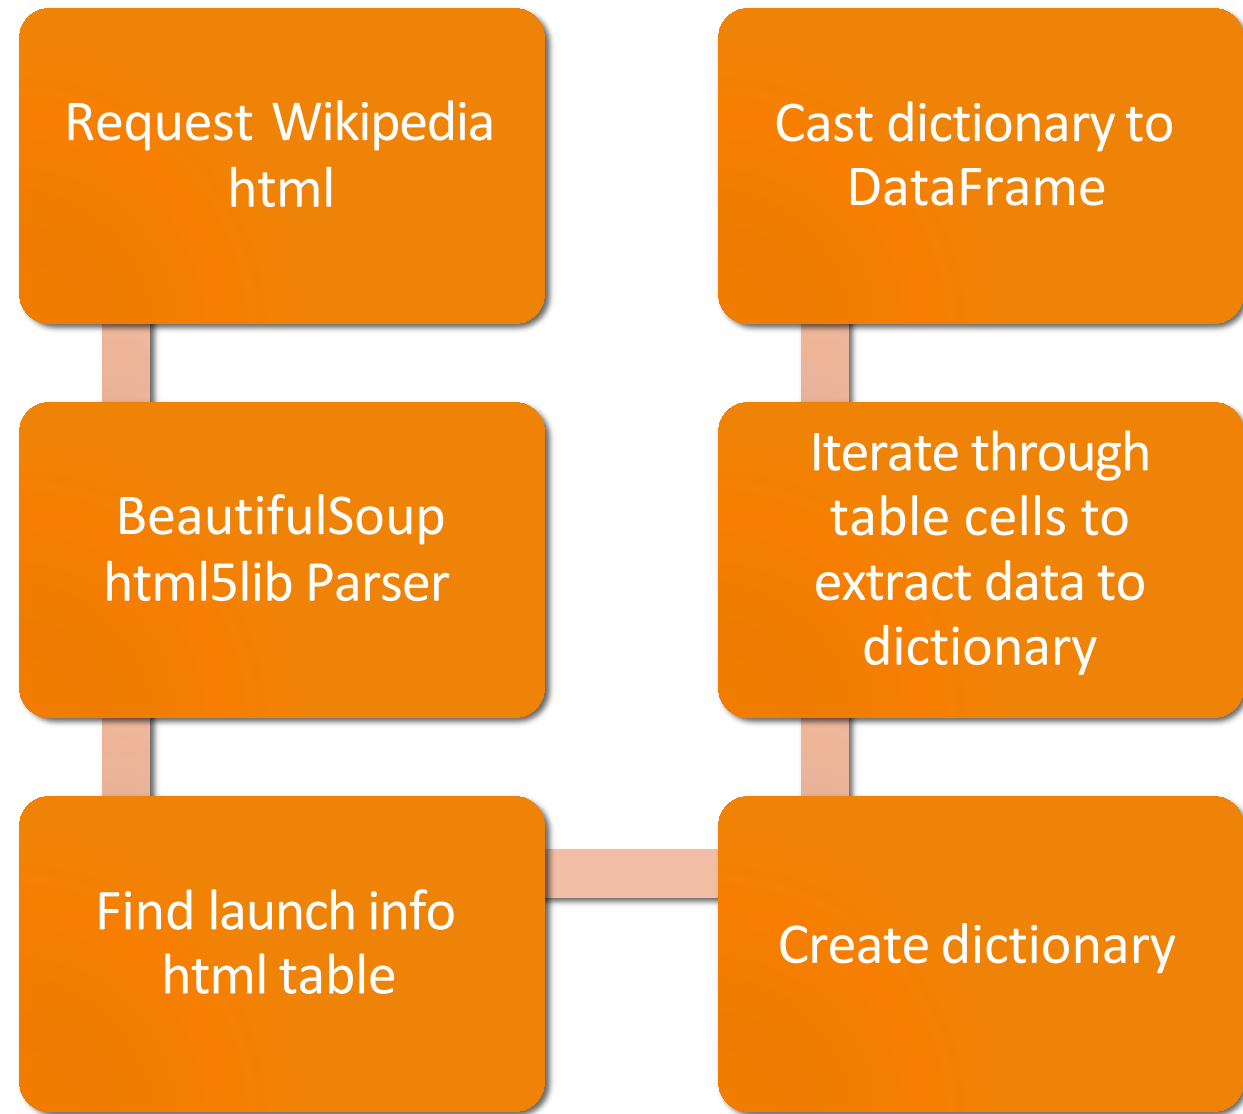 Request Wikipedia
html
BeautifulSoup
html5lib Parser
Find launch info
html table
Create dictionary
Iterate through
table cells to
extract data to
dictionary
Cast dictionary to
DataFrame